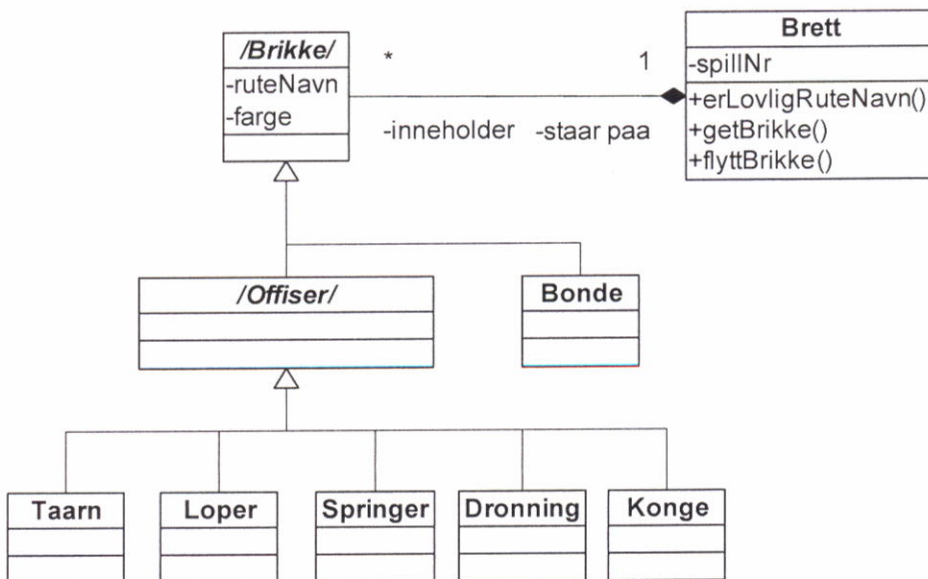 /Brikke/
-ruteNavn
-farge
*
1
-inneholder
-staar paa
Brett
-spillNr
+erLovligRuteNavn()
+getBrikke()
+flyttBrikke()
/Offiser/
Bonde
Taarn
Loper
Springer
Dronning
Konge